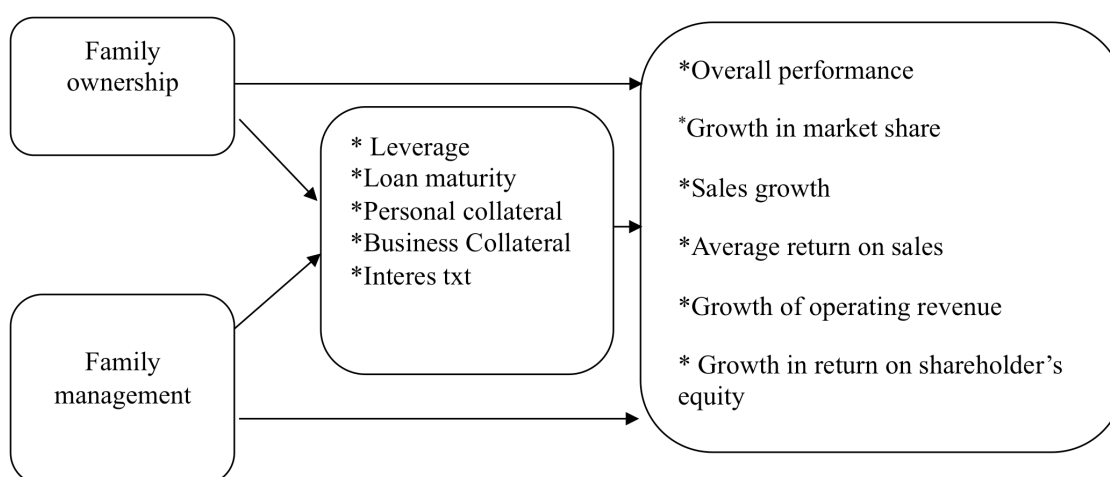 Family
ownership
* Leverage
*Loan maturity
*Personal collateral
*Business Collateral
*Interes txt
Family
management
*Overall performance
*Growth in market share
*Sales growth
*Average return on sales
*Growth of operating revenue
* Growth in return on shareholder’s
equity